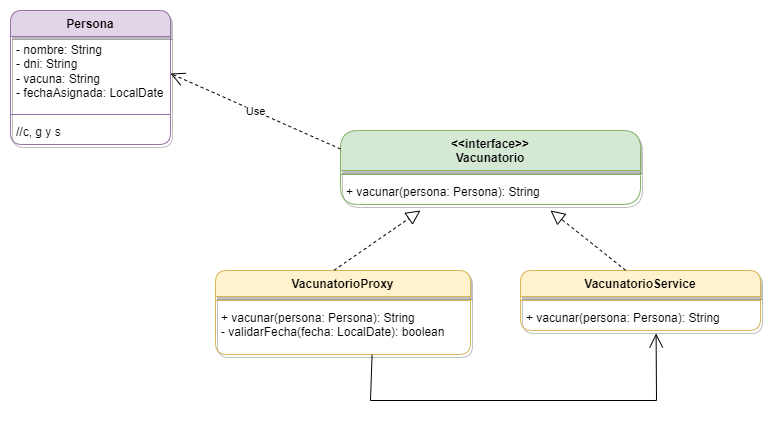 Persona
- nombre: String
- dni: String
- vacuna: String
- fechaAsignada: LocalDate
//c, g y s
Use
<<interface>>
Vacunatorio
+ vacunar(persona: Persona): String
VacunatorioProxy
+ vacunar(persona: Persona): String
- validarFecha(fecha: LocalDate): boolean
VacunatorioService
+ vacunar(persona: Persona): String